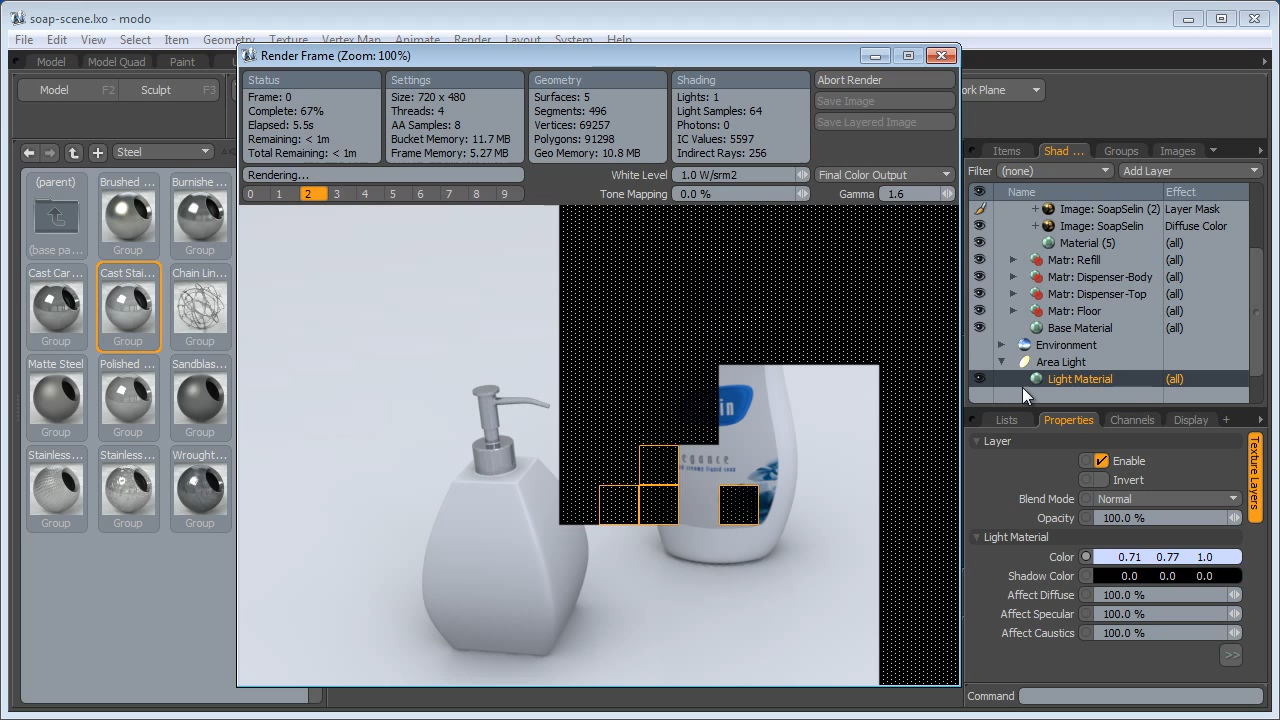 soap-scene.lxo - modo
File Edit View Select Item Geometry Texture Vertex Map Animate Render Layout System Help
Render Frame (Zoom: 100%)
Model Model Quad Paint
Model F2 Sculpt F3
ork Plane
Status
Frame: 0
Complete: 67%
Elapsed: 5.5s
Remaining: < 1m
Total Remaining: < 1m
Settings
Size: 720 x 480
Threads: 4
AA Samples: 8
Bucket Memory: 11.7 MB
Frame Memory: 5.27 MB
Geometry
Surfaces: 5
Segments: 496
Vertices: 69257
Polygons: 91298
Geo Memory: 10.8 MB
Shading
Lights: 1
Light Samples: 64
Photons: 0
IC Values: 5597
Indirect Rays: 256
Abort Render
Save Image
Save Layered Image
Rendering...
White Level 1.0 W/srm2 Final Color Output
0 1 2 3 4 5 6 7 8 9
Tone Mapping 0.0 % Gamma 1.6
Steel
(parent) Brushed ... Burnishe ...
(base pa... Group Group
Cast Car ... Cast Stai... Chain Lin...
Group Group Group
Matte Steel Polished ... Sandblas...
Group Group Group
Stainless... Stainless... Wrought...
Group Group Group
in
egance
creamy liquid soap
Items Shad ... Groups Images
Filter (none) Add Layer
Name Effect
Image: SoapSelin (2) Layer Mask
Image: SoapSelin Diffuse Color
Material (5) (all)
Matr: Refill (all)
Matr: Dispenser-Body (all)
Matr: Dispenser-Top (all)
Matr: Floor (all)
Base Material (all)
Environment
Area Light
Light Material (all)
Lists Properties Channels Display +
Layer
Enable
Invert
Blend Mode Normal
Opacity 100.0 %
Light Material
Color 0.71 0.77 1.0
Shadow Color 0.0 0.0 0.0
Affect Diffuse 100.0 %
Affect Specular 100.0 %
Affect Caustics 100.0 %
>>
Texture Layers
Command